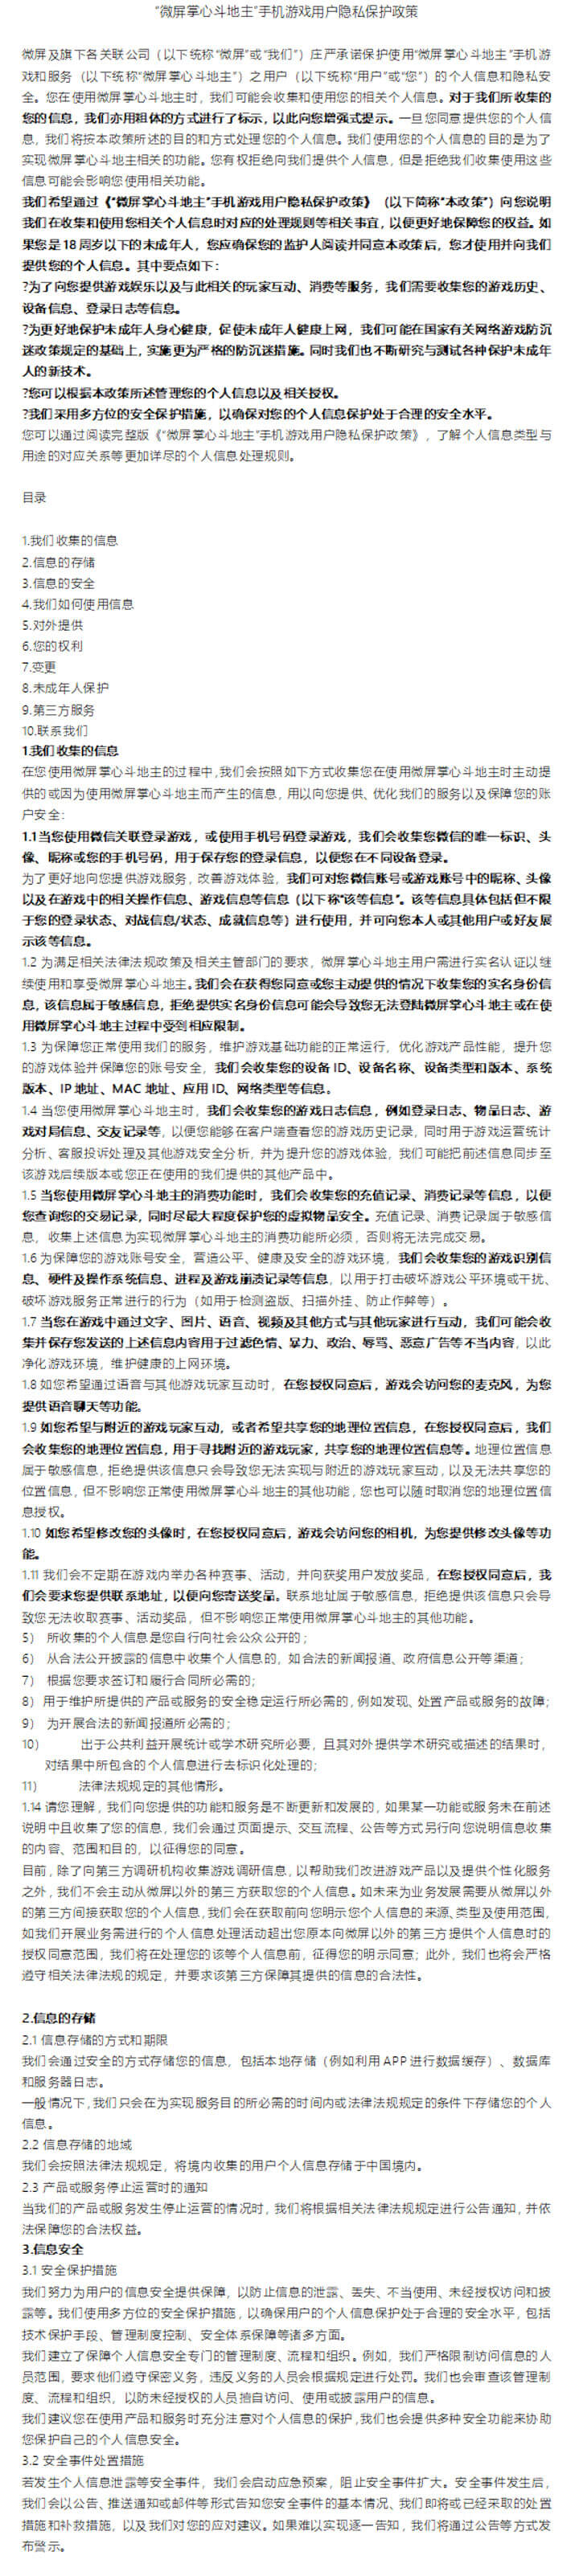 “微屏掌心斗地主”手机游戏用户隐私保护政策
微屏及旗下各关联公司（以下统称“微屏”或“我们”）庄严承诺保护使用“微屏掌心斗地主”手机游
戏和服务（以下统称“微屏掌心斗地主”）之用户（以下统称“用户”或“您”）的个人信息和隐私安
全。您在使用微屏掌心斗地主时，我们可能会收集和使用您的相关个人信息。对于我们所收集的
您的信息，我们亦用粗体的方式进行了标示，以此向您增强式提示。一旦您同意提供您的个人信
息，我们将按本政策所述的目的和方式处理您的个人信息。我们使用您的个人信息的目的是为了
实现微屏掌心斗地主相关的功能。您有权拒绝向我们提供个人信息，但是拒绝我们收集使用这些
信息可能会影响您使用相关功能。
我们希望通过《“微屏掌心斗地主”手机游戏用户隐私保护政策》（以下简称“本政策”）向您说明
我们在收集和使用您相关个人信息时对应的处理规则等相关事宜，以便更好地保障您的权益。如
果您是 18 周岁以下的未成年人，您应确保您的监护人阅读并同意本政策后，您才使用并向我们
提供您的个人信息。其中要点如下：
?为了向您提供游戏娱乐以及与此相关的玩家互动、消费等服务，我们需要收集您的游戏历史、
设备信息、登录日志等信息。
?为更好地保护未成年人身心健康，促使未成年人健康上网，我们可能在国家有关网络游戏防沉
迷政策规定的基础上，实施更为严格的防沉迷措施。同时我们也不断研究与测试各种保护未成年
人的新技术。
?您可以根据本政策所述管理您的个人信息以及相关授权。
?我们采用多方位的安全保护措施，以确保对您的个人信息保护处于合理的安全水平。
您可以通过阅读完整版《“微屏掌心斗地主”手机游戏用户隐私保护政策》，了解个人信息类型与
用途的对应关系等更加详尽的个人信息处理规则。
目录
1.我们收集的信息
2.信息的存储
3.信息的安全
4.我们如何使用信息
5.对外提供
6.您的权利
7.变更
8.未成年人保护
9.第三方服务
10.联系我们
1.我们收集的信息
在您使用微屏掌心斗地主的过程中，我们会按照如下方式收集您在使用微屏掌心斗地主时主动提
供的或因为使用微屏掌心斗地主而产生的信息，用以向您提供、优化我们的服务以及保障您的账
户安全：
1.1当您使用微信关联登录游戏，或使用手机号码登录游戏，我们会收集您微信的唯一标识、头
像、昵称或您的手机号码，用于保存您的登录信息，以便您在不同设备登录。
为了更好地向您提供游戏服务，改善游戏体验，我们可对您微信账号或游戏账号中的昵称、头像
以及在游戏中的相关操作信息、游戏信息等信息（以下称“该等信息”。该等信息具体包括但不限
于您的登录状态、对战信息/状态、成就信息等）进行使用，并可向您本人或其他用户或好友展
示该等信息。
1.2 为满足相关法律法规政策及相关主管部门的要求，微屏掌心斗地主用户需进行实名认证以继
续使用和享受微屏掌心斗地主。我们会在获得您同意或您主动提供的情况下收集您的实名身份信
息，该信息属于敏感信息，拒绝提供实名身份信息可能会导致您无法登陆微屏掌心斗地主或在使
用微屏掌心斗地主过程中受到相应限制。
1.3 为保障您正常使用我们的服务，维护游戏基础功能的正常运行，优化游戏产品性能，提升您
的游戏体验并保障您的账号安全，我们会收集您的设备 ID、设备名称、设备类型和版本、系统
版本、IP 地址、MAC 地址、应用 ID、网络类型等信息。
1.4 当您使用微屏掌心斗地主时，我们会收集您的游戏日志信息，例如登录日志、物品日志、游
戏对局信息、交友记录等，以便您能够在客户端查看您的游戏历史记录，同时用于游戏运营统计
分析、客服投诉处理及其他游戏安全分析，并为提升您的游戏体验，我们可能把前述信息同步至
该游戏后续版本或您正在使用的我们提供的其他产品中。
1.5 当您使用微屏掌心斗地主的消费功能时，我们会收集您的充值记录、消费记录等信息，以便
您查询您的交易记录，同时尽最大程度保护您的虚拟物品安全。充值记录、消费记录属于敏感信
息，收集上述信息为实现微屏掌心斗地主的消费功能所必须，否则将无法完成交易。
1.6 为保障您的游戏账号安全，营造公平、健康及安全的游戏环境，我们会收集您的游戏识别信
息、硬件及操作系统信息、进程及游戏崩溃记录等信息，以用于打击破坏游戏公平环境或干扰、
破坏游戏服务正常进行的行为（如用于检测盗版、扫描外挂、防止作弊等）。
1.7 当您在游戏中通过文字、图片、语音、视频及其他方式与其他玩家进行互动，我们可能会收
集并保存您发送的上述信息内容用于过滤色情、暴力、政治、辱骂、恶意广告等不当内容，以此
净化游戏环境，维护健康的上网环境。
1.8 如您希望通过语音与其他游戏玩家互动时，在您授权同意后，游戏会访问您的麦克风，为您
提供语音聊天等功能。
1.9 如您希望与附近的游戏玩家互动，或者希望共享您的地理位置信息，在您授权同意后，我们
会收集您的地理位置信息，用于寻找附近的游戏玩家，共享您的地理位置信息等。地理位置信息
属于敏感信息，拒绝提供该信息只会导致您无法实现与附近的游戏玩家互动，以及无法共享您的
位置信息，但不影响您正常使用微屏掌心斗地主的其他功能，您也可以随时取消您的地理位置信
息授权。
1.10 如您希望修改您的头像时，在您授权同意后，游戏会访问您的相机，为您提供修改头像等功
能。
1.11 我们会不定期在游戏内举办各种赛事、活动，并向获奖用户发放奖品，在您授权同意后，我
们会要求您提供联系地址，以便向您寄送奖品。联系地址属于敏感信息，拒绝提供该信息只会导
致您无法收取赛事、活动奖品，但不影响您正常使用微屏掌心斗地主的其他功能。
5） 所收集的个人信息是您自行向社会公众公开的；
6） 从合法公开披露的信息中收集个人信息的，如合法的新闻报道、政府信息公开等渠道；
7） 根据您要求签订和履行合同所必需的；
8）用于维护所提供的产品或服务的安全稳定运行所必需的，例如发现、处置产品或服务的故障；
9） 为开展合法的新闻报道所必需的；
10） 出于公共利益开展统计或学术研究所必要，且其对外提供学术研究或描述的结果时，
对结果中所包含的个人信息进行去标识化处理的；
11） 法律法规规定的其他情形。
1.14 请您理解，我们向您提供的功能和服务是不断更新和发展的，如果某一功能或服务未在前述
说明中且收集了您的信息，我们会通过页面提示、交互流程、公告等方式另行向您说明信息收集
的内容、范围和目的，以征得您的同意。
目前，除了向第三方调研机构收集游戏调研信息，以帮助我们改进游戏产品以及提供个性化服务
之外，我们不会主动从微屏以外的第三方获取您的个人信息。如未来为业务发展需要从微屏以外
的第三方间接获取您的个人信息，我们会在获取前向您明示您个人信息的来源、类型及使用范围，
如我们开展业务需进行的个人信息处理活动超出您原本向微屏以外的第三方提供个人信息时的
授权同意范围，我们将在处理您的该等个人信息前，征得您的明示同意；此外，我们也将会严格
遵守相关法律法规的规定，并要求该第三方保障其提供的信息的合法性。
2.信息的存储
2.1 信息存储的方式和期限
我们会通过安全的方式存储您的信息，包括本地存储（例如利用 APP 进行数据缓存）、数据库
和服务器日志。
一般情况下，我们只会在为实现服务目的所必需的时间内或法律法规规定的条件下存储您的个人
信息。
2.2 信息存储的地域
我们会按照法律法规规定，将境内收集的用户个人信息存储于中国境内。
2.3 产品或服务停止运营时的通知
当我们的产品或服务发生停止运营的情况时，我们将根据相关法律法规规定进行公告通知，并依
法保障您的合法权益。
3.信息安全
3.1 安全保护措施
我们努力为用户的信息安全提供保障，以防止信息的泄露、丢失、不当使用、未经授权访问和披
露等。我们使用多方位的安全保护措施，以确保用户的个人信息保护处于合理的安全水平，包括
技术保护手段、管理制度控制、安全体系保障等诸多方面。
我们建立了保障个人信息安全专门的管理制度、流程和组织。例如，我们严格限制访问信息的人
员范围，要求他们遵守保密义务，违反义务的人员会根据规定进行处罚。我们也会审查该管理制
度、流程和组织，以防未经授权的人员擅自访问、使用或披露用户的信息。
我们建议您在使用产品和服务时充分注意对个人信息的保护，我们也会提供多种安全功能来协助
您保护自己的个人信息安全。
3.2 安全事件处置措施
若发生个人信息泄露等安全事件，我们会启动应急预案，阻止安全事件扩大。安全事件发生后，
我们会以公告、推送通知或邮件等形式告知您安全事件的基本情况、我们即将或已经采取的处置
措施和补救措施，以及我们对您的应对建议。如果难以实现逐一告知，我们将通过公告等方式发
布警示。